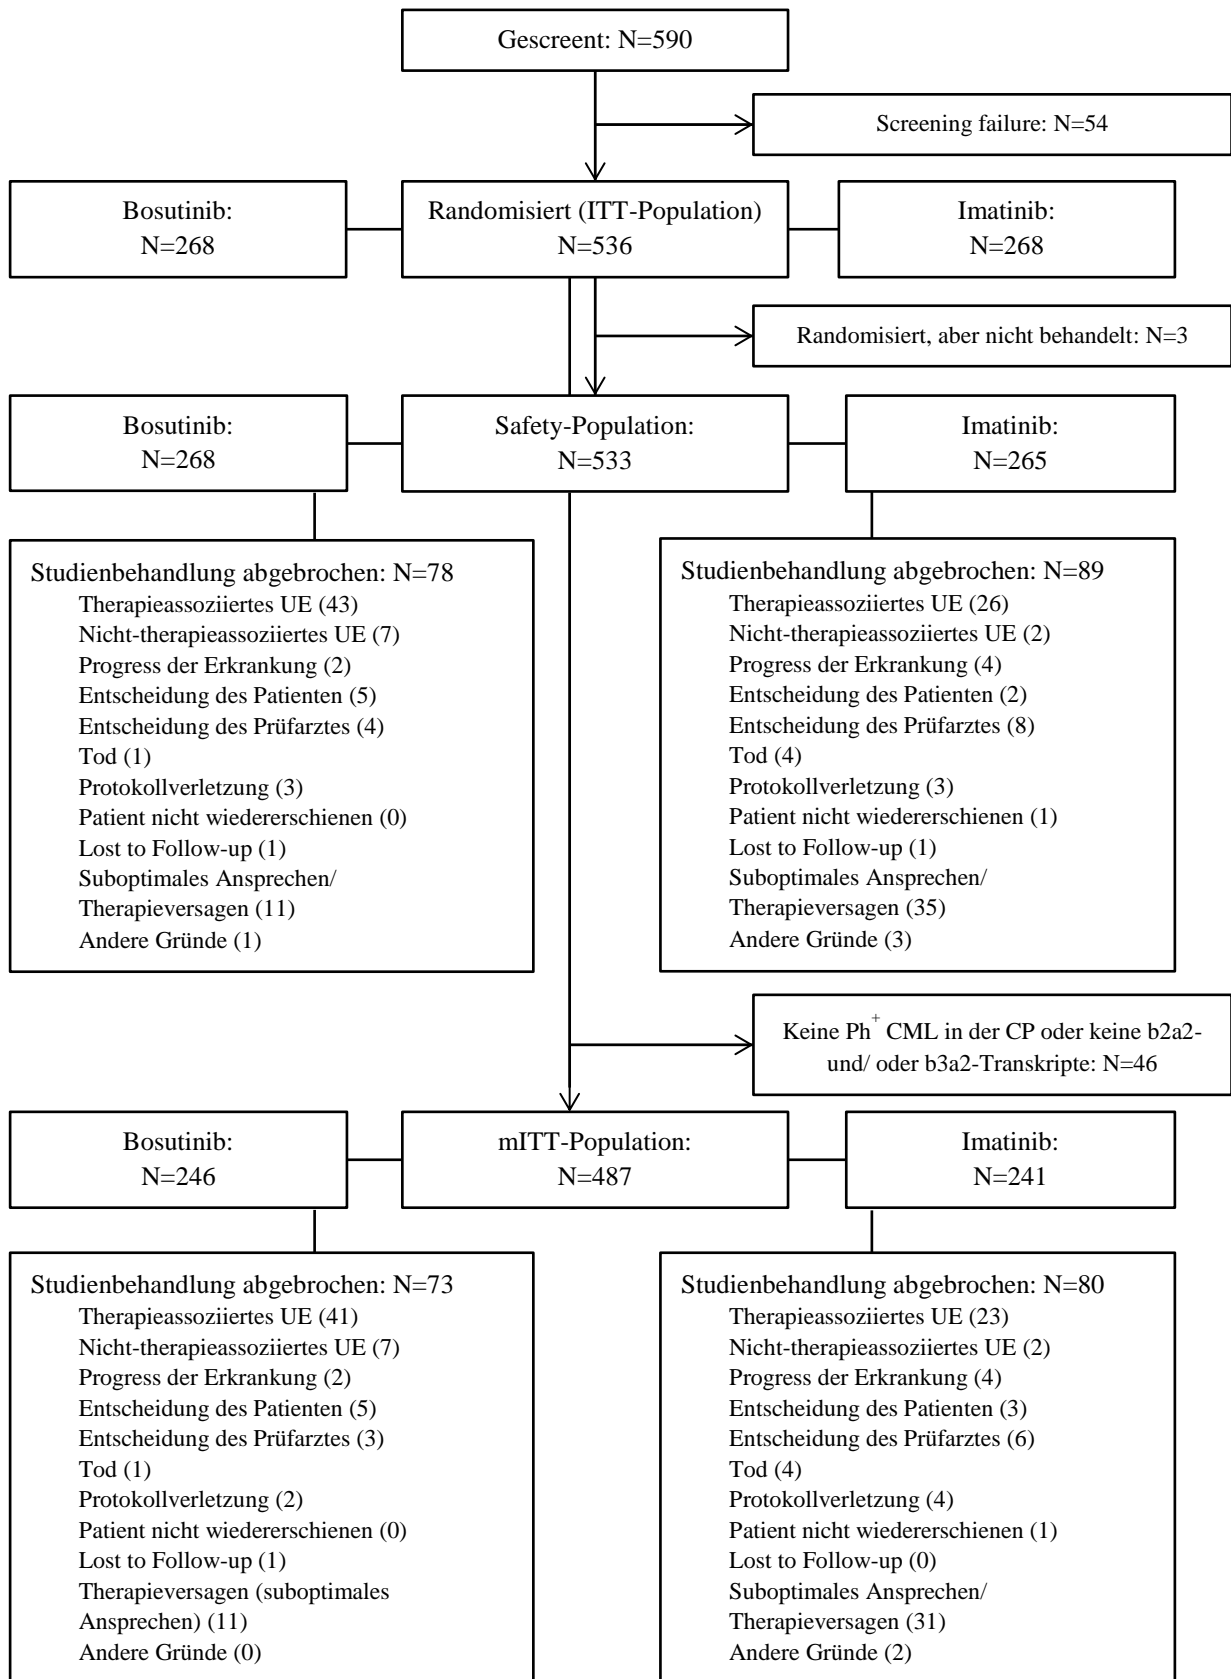 Gescreent: N=590
Screening failure: N=54
Bosutinib:
N=268
Randomisiert (ITT-Population)
N=536
Imatinib:
N=268
Randomisiert, aber nicht behandelt: N=3
Bosutinib:
N=268
Safety-Population:
N=533
Imatinib:
N=265
Studienbehandlung abgebrochen: N=78
Therapieassoziiertes UE (43)
Nicht-therapieassoziiertes UE (7)
Progress der Erkrankung (2)
Entscheidung des Patienten (5)
Entscheidung des Prüfarztes (4)
Tod (1)
Protokollverletzung (3)
Patient nicht wiedererschienen (0)
Lost to Follow-up (1)
Suboptimales Ansprechen/
Therapieversagen (11)
Andere Gründe (1)
Studienbehandlung abgebrochen: N=89
Therapieassoziiertes UE (26)
Nicht-therapieassoziiertes UE (2)
Progress der Erkrankung (4)
Entscheidung des Patienten (2)
Entscheidung des Prüfarztes (8)
Tod (4)
Protokollverletzung (3)
Patient nicht wiedererschienen (1)
Lost to Follow-up (1)
Suboptimales Ansprechen/
Therapieversagen (35)
Andere Gründe (3)
Keine Ph⁺ CML in der CP oder keine b2a2-
und/ oder b3a2-Transkripte: N=46
Bosutinib:
N=246
mITT-Population:
N=487
Imatinib:
N=241
Studienbehandlung abgebrochen: N=73
Therapieassoziiertes UE (41)
Nicht-therapieassoziiertes UE (7)
Progress der Erkrankung (2)
Entscheidung des Patienten (5)
Entscheidung des Prüfarztes (3)
Tod (1)
Protokollverletzung (2)
Patient nicht wiedererschienen (0)
Lost to Follow-up (1)
Therapieversagen (suboptimales
Ansprechen) (11)
Andere Gründe (0)
Studienbehandlung abgebrochen: N=80
Therapieassoziiertes UE (23)
Nicht-therapieassoziiertes UE (2)
Progress der Erkrankung (4)
Entscheidung des Patienten (3)
Entscheidung des Prüfarztes (6)
Tod (4)
Protokollverletzung (4)
Patient nicht wiedererschienen (1)
Lost to Follow-up (0)
Suboptimales Ansprechen/
Therapieversagen (31)
Andere Gründe (2)